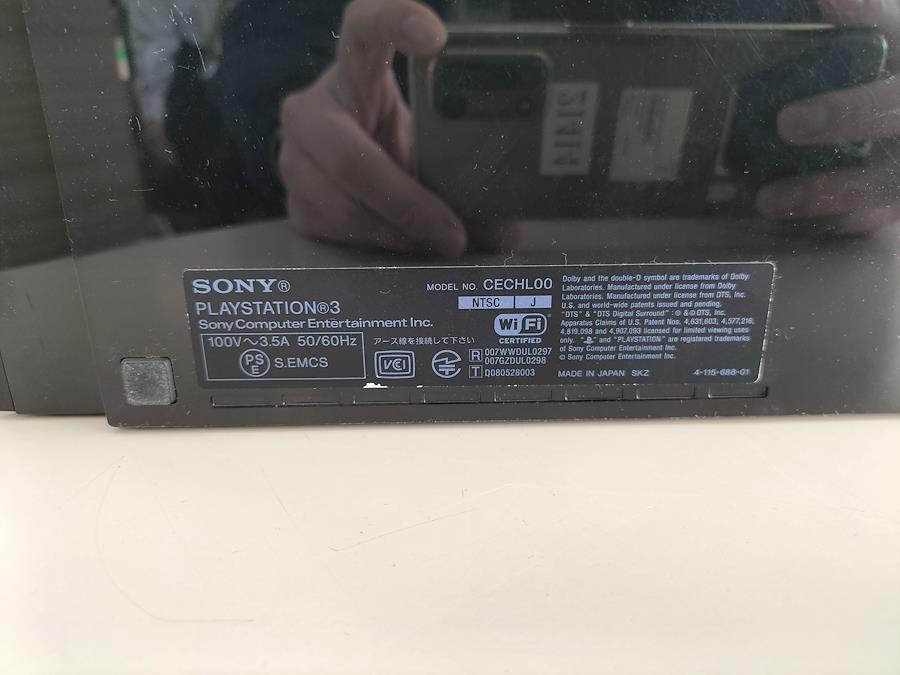 21414
SONY®
PLAYSTATION®3
Sony Computer Entertainment Inc.
100V～3.5A 50/60Hz
PS E S.EMCS
MODEL NO. CECHL00
NTSC J
アース線を接続して下さい
VCI
R 007WWDUL0297
007GZDUL0298
T D080528003
Wi Fi
CERTIFIED
Dolby and the double-D symbol are trademarks of Dolby
Laboratories. Manufactured under license from Dolby
Laboratories. Manufactured under license from DTS, Inc.
U.S. and world-wide patents issued and pending.
"DTS" & "DTS Digital Surround" : ® & © DTS, Inc.
Apparatus Claims of U.S. Patent Nos. 4,631,603, 4,577,216,
4,819,098 and 4,907,093 licensed for limited viewing uses
only. " " and "PLAYSTATION" are registered trademarks
of Sony Computer Entertainment Inc.
© Sony Computer Entertainment Inc.
MADE IN JAPAN SKZ
4-115-688-01